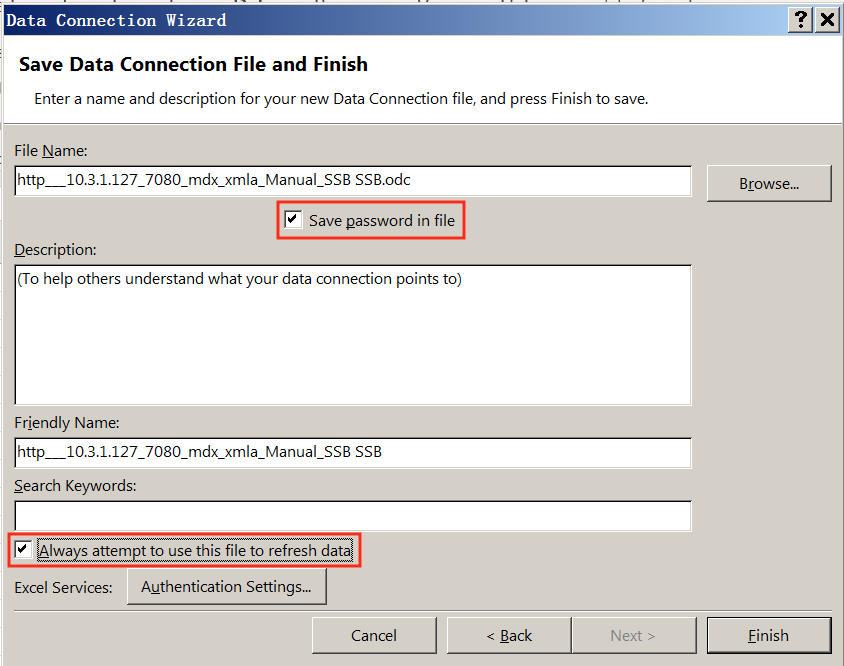 Data Connection Wizard
Save Data Connection File and Finish
Enter a name and description for your new Data Connection file, and press Finish to save.
File Name:
http___10.3.1.127_7080_mdx_xmla_Manual_SSB SSB.odc
Browse...
Save password in file
Description:
(To help others understand what your data connection points to)
Friendly Name:
http___10.3.1.127_7080_mdx_xmla_Manual_SSB SSB
Search Keywords:
Always attempt to use this file to refresh data
Excel Services:
Authentication Settings...
Cancel
< Back
Next >
Finish